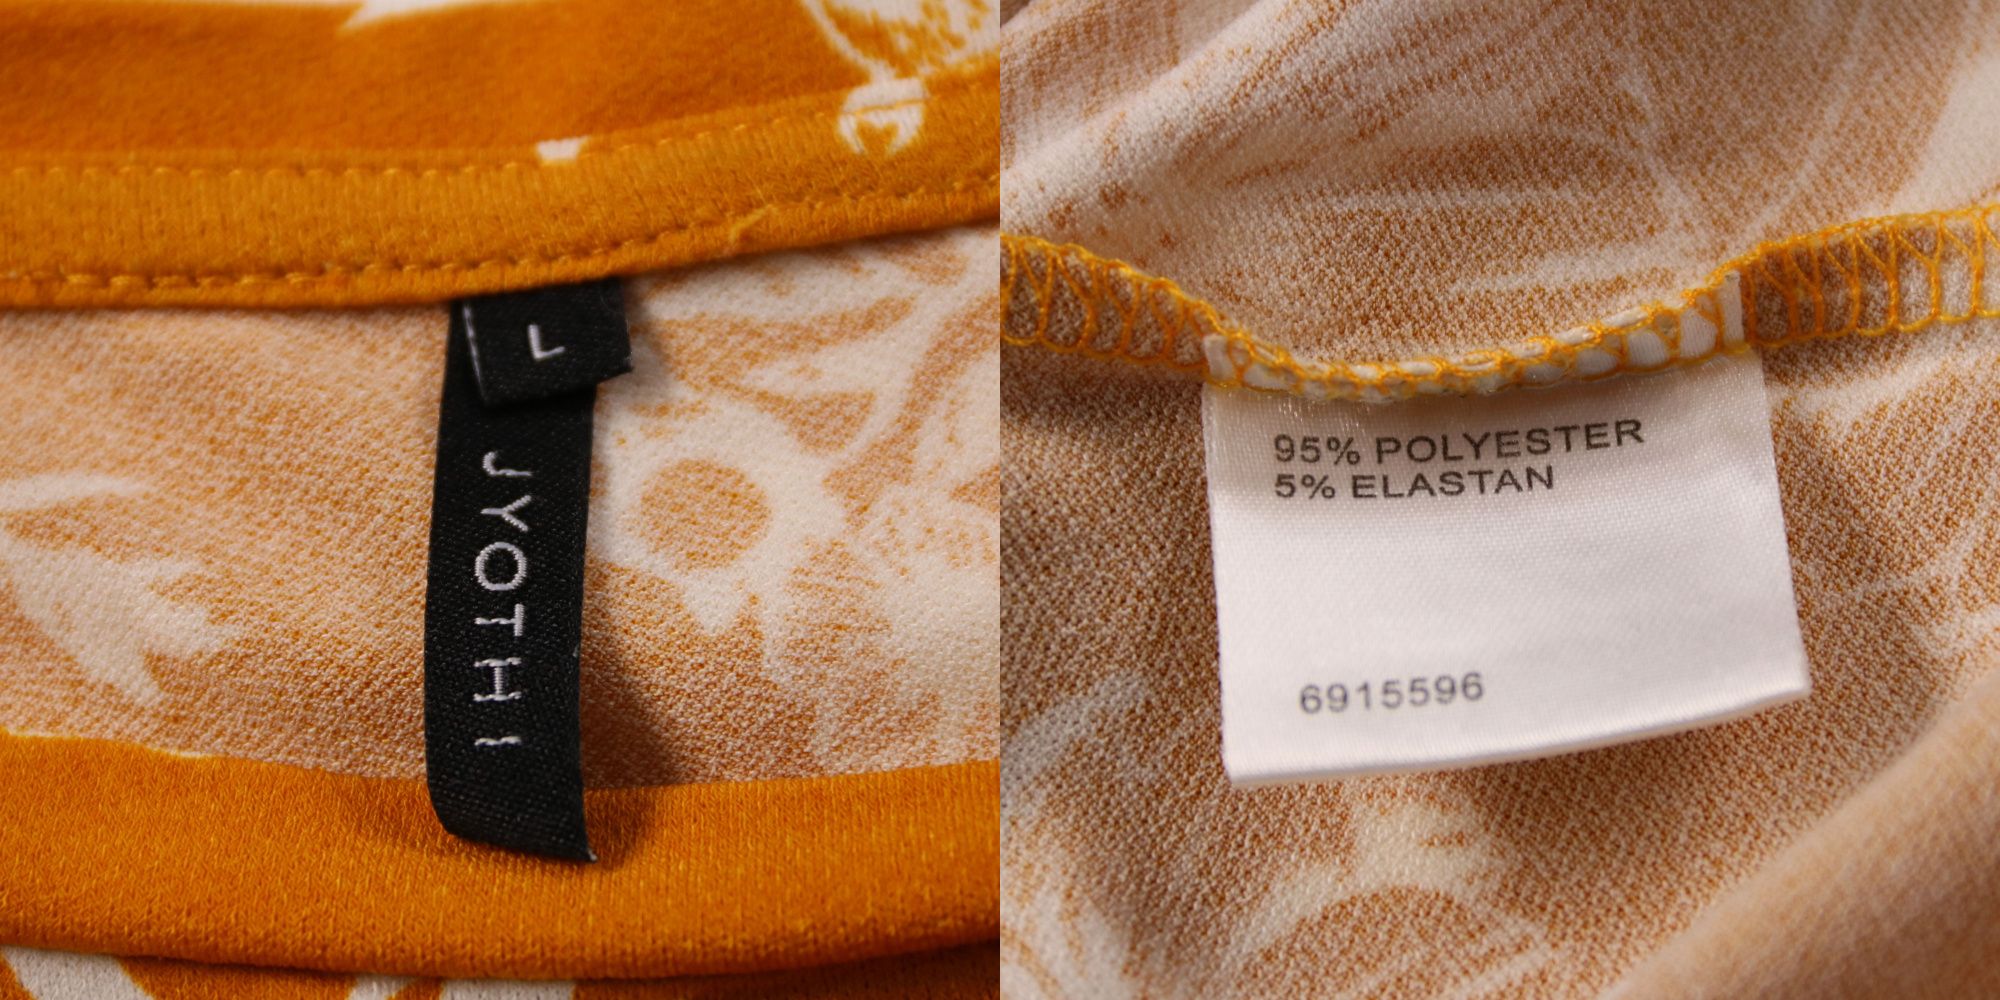 L
JYOTHI
95% POLYESTER
5% ELASTAN
6915596